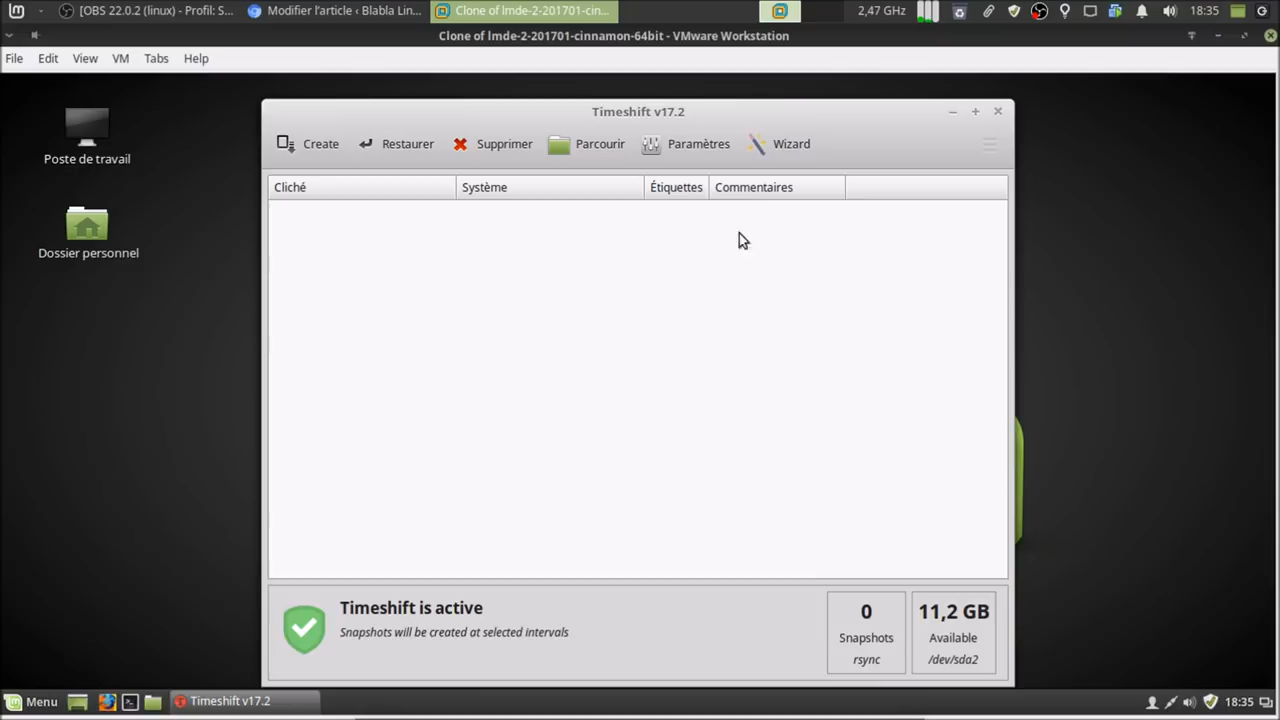 [OBS 22.0.2 (linux) - Profil: S...
Modifier l'article ‹ Blabla Lin...
Clone of lmde-2-201701-cin...
2,47 GHz
18:35
Clone of lmde-2-201701-cinnamon-64bit - VMware Workstation
File Edit View VM Tabs Help
Timeshift v17.2
Create Restaurer Supprimer Parcourir Paramètres Wizard
Poste de travail
Cliché Système Étiquettes Commentaires
Dossier personnel
Timeshift is active
Snapshots will be created at selected intervals
0
Snapshots
rsync
11,2 GB
Available
/dev/sda2
Menu
Timeshift v17.2
18:35